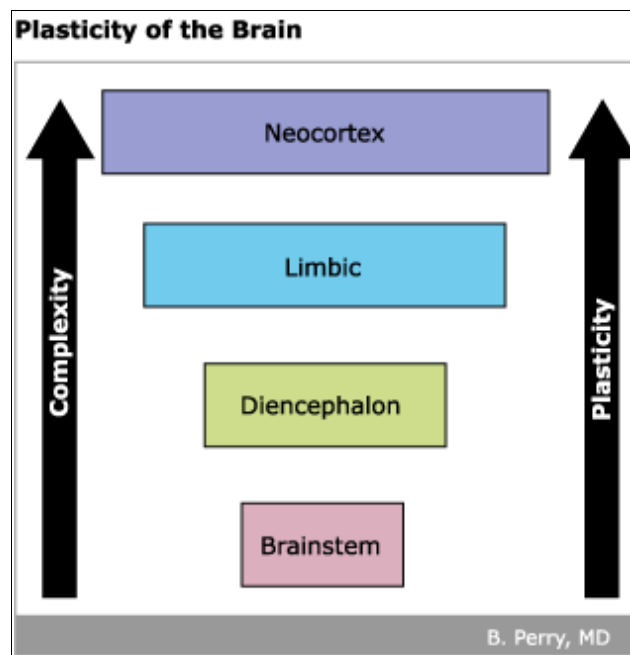 Plasticity of the Brain
Neocortex
Limbic
Diencephalon
Brainstem
Complexity
Plasticity
B. Perry, MD